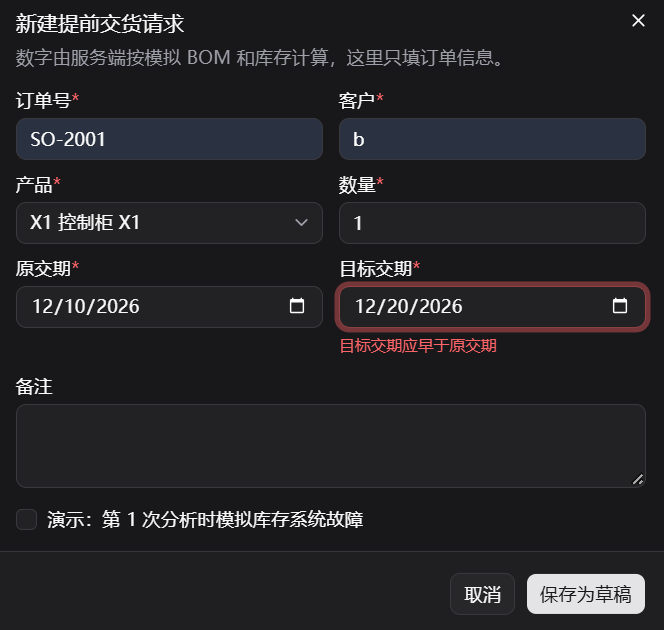 新建提前交货请求
数字由服务端按模拟 BOM 和库存计算，这里只填订单信息。
订单号* 客户*
SO-2001 b
产品* 数量*
X1 控制柜 X1 1
原交期* 目标交期*
12/10/2026 12/20/2026
目标交期应早于原交期
备注
演示：第 1 次分析时模拟库存系统故障
取消 保存为草稿